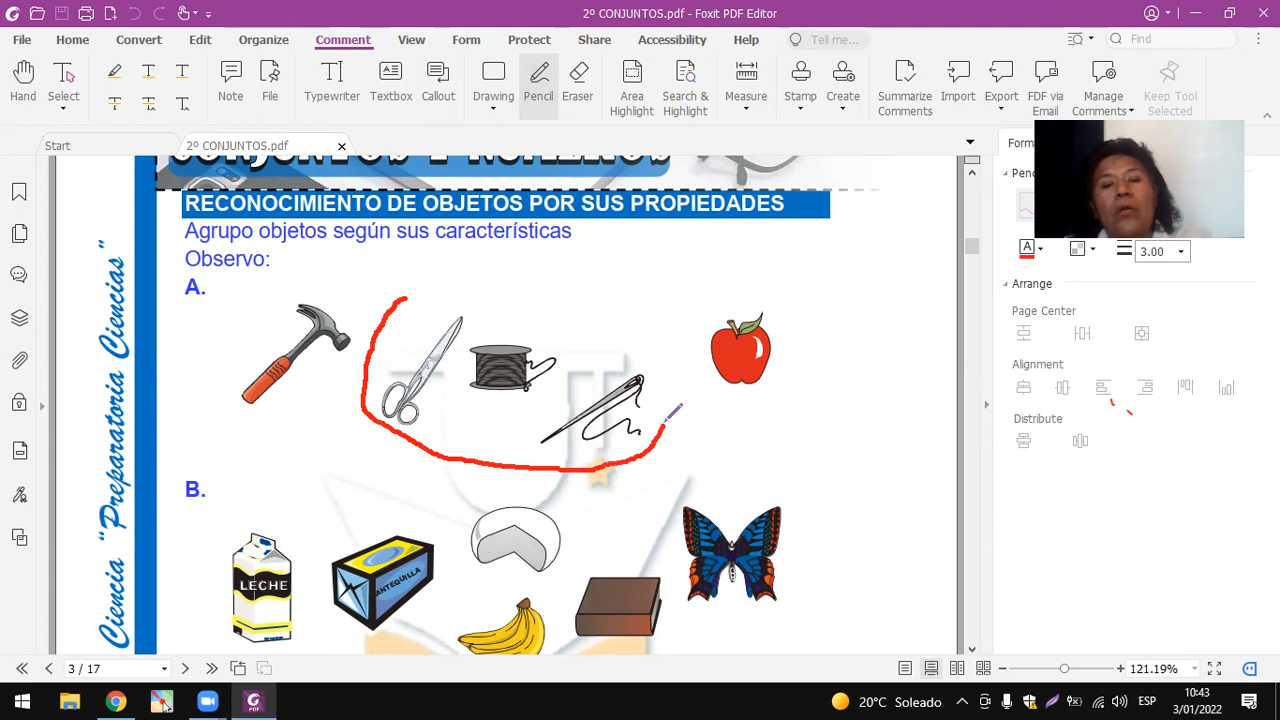 2º CONJUNTOS.pdf - Foxit PDF Editor
File Home Convert Edit Organize Comment View Form Protect Share Accessibility Help Tell me... Find
Hand Select Note File Typewriter Textbox Callout Drawing Pencil Eraser Area Highlight Search & Highlight Measure Stamp Create Summarize Comments Import Export PDF via Email Manage Comments Keep Tool Selected
Start 2º CONJUNTOS.pdf
Ciencia "Preparatoria Ciencias"
RECONOCIMIENTO DE OBJETOS POR SUS PROPIEDADES
Agrupo objetos según sus características
Observo:
A.
B.
LECHE
ANTEQUILLA
3.00
Arrange
Page Center
Alignment
Distribute
3 / 17
121.19%
20°C Soleado
ESP
10:43
3/01/2022